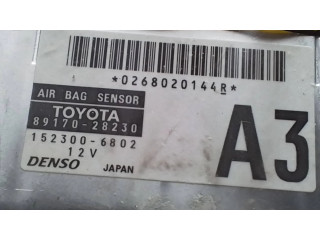 *0268020144R*
AIR BAG SENSOR
TOYOTA
89170-28230
152300-6802
12V
DENSO JAPAN
A3